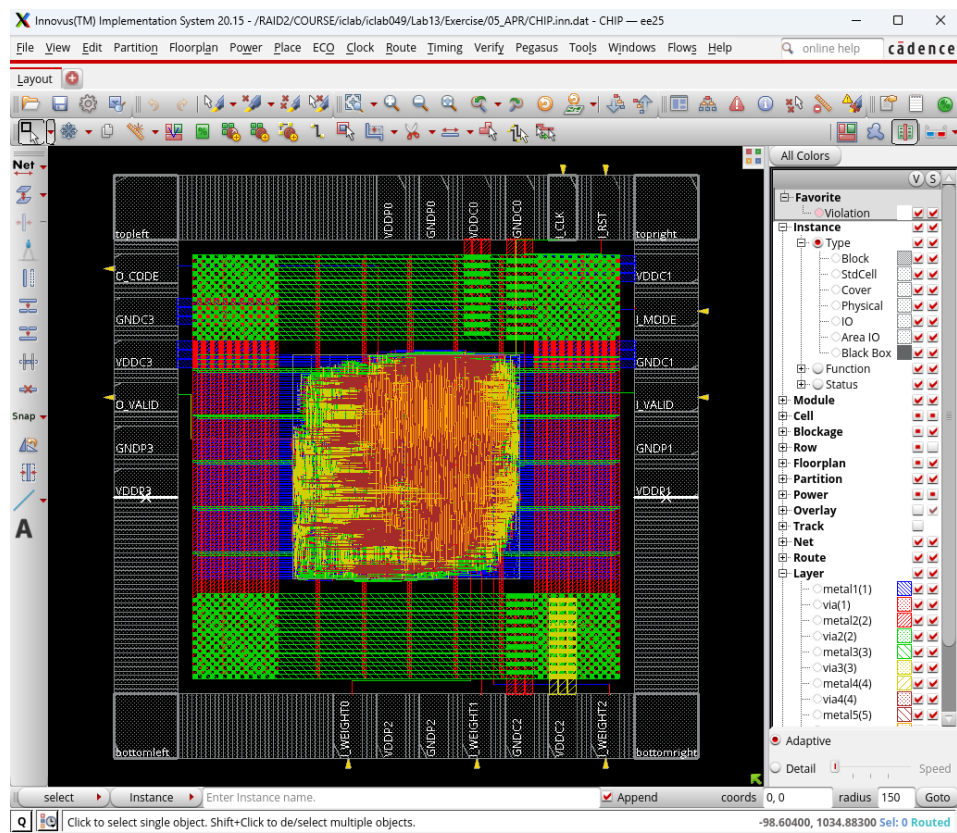 Innovus(TM) Implementation System 20.15 - /RAID2/COURSE/iclab/iclab049/Lab13/Exercise/05_APR/CHIP.inn.dat - CHIP — ee25
File View Edit Partition Floorplan Power Place ECO Clock Route Timing Verify Pegasus Tools Windows Flows Help
online help
cādence
Layout
Net
Snap
A
All Colors
V S
Favorite
Violation
Instance
Type
Block
StdCell
Cover
Physical
IO
Area IO
Black Box
Function
Status
Module
Cell
Blockage
Row
Floorplan
Partition
Power
Overlay
Track
Net
Route
Layer
metal1(1)
via(1)
metal2(2)
via2(2)
metal3(3)
via3(3)
metal4(4)
via4(4)
metal5(5)
Adaptive
Detail
Speed
topleft
VDDP0
GNDP0
VDDC0
GNDC0
I_CLK
I_RST
topright
O_CODE
GNDC3
VDDC3
O_VALID
GNDP3
VDDP3
VDDC1
I_MODE
GNDC1
I_VALID
GNDP1
VDDP1
bottomleft
I_WEIGHT0
VDDP2
GNDP2
I_WEIGHT1
GNDC2
VDDC2
I_WEIGHT2
bottomright
select Instance Enter Instance name. Append coords 0, 0 radius 150 Goto
Q Click to select single object. Shift+Click to de/select multiple objects. -98.60400, 1034.88300 Sel: 0 Routed